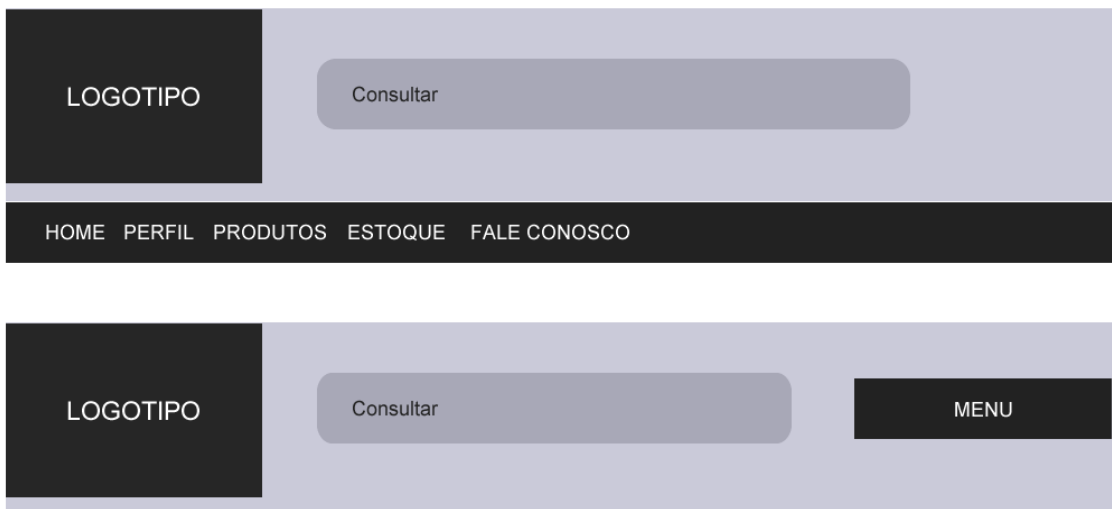 LOGOTIPO
Consultar
HOME PERFIL PRODUTOS ESTOQUE FALE CONOSCO
LOGOTIPO
Consultar
MENU